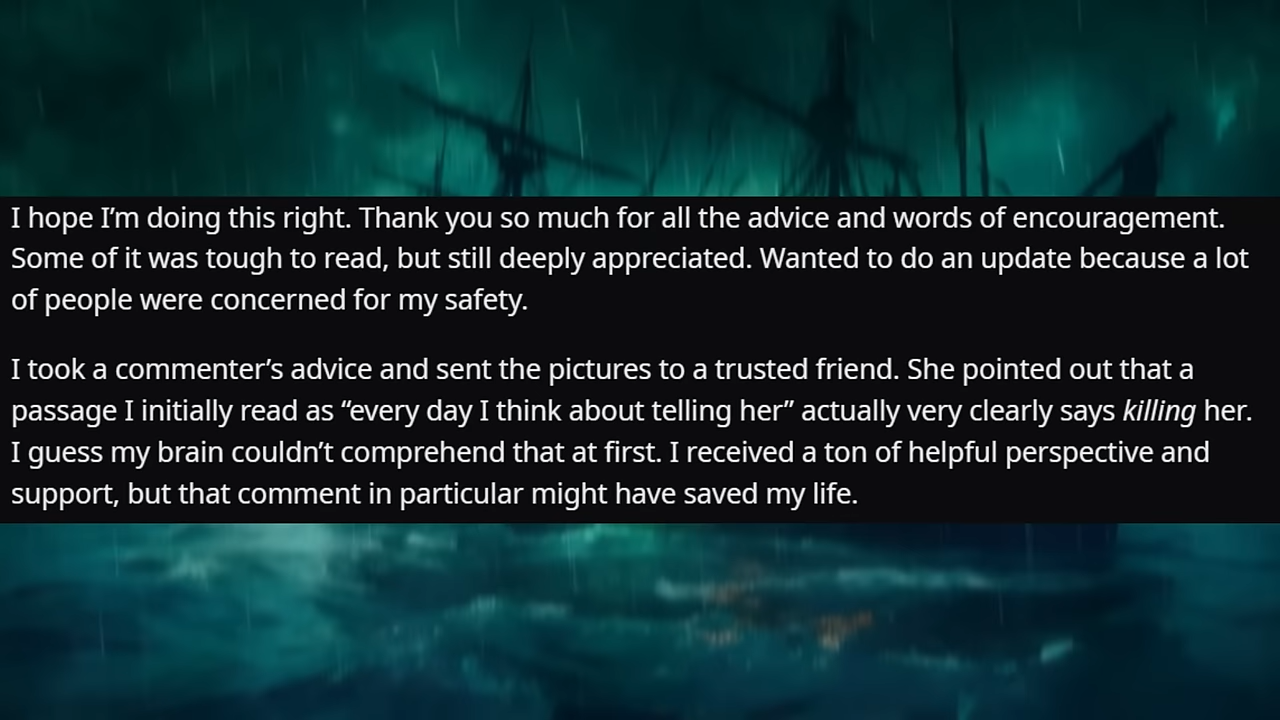 I hope I’m doing this right. Thank you so much for all the advice and words of encouragement.
Some of it was tough to read, but still deeply appreciated. Wanted to do an update because a lot
of people were concerned for my safety.
I took a commenter’s advice and sent the pictures to a trusted friend. She pointed out that a
passage I initially read as “every day I think about telling her” actually very clearly says killing her.
I guess my brain couldn’t comprehend that at first. I received a ton of helpful perspective and
support, but that comment in particular might have saved my life.